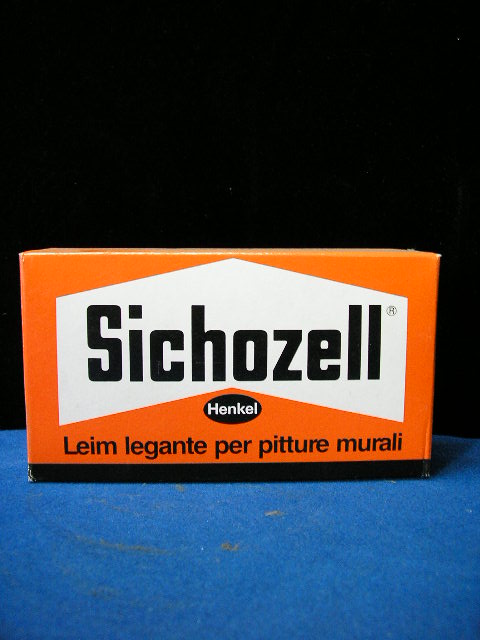 Sichozell ®
Henkel
Leim legante per pitture murali